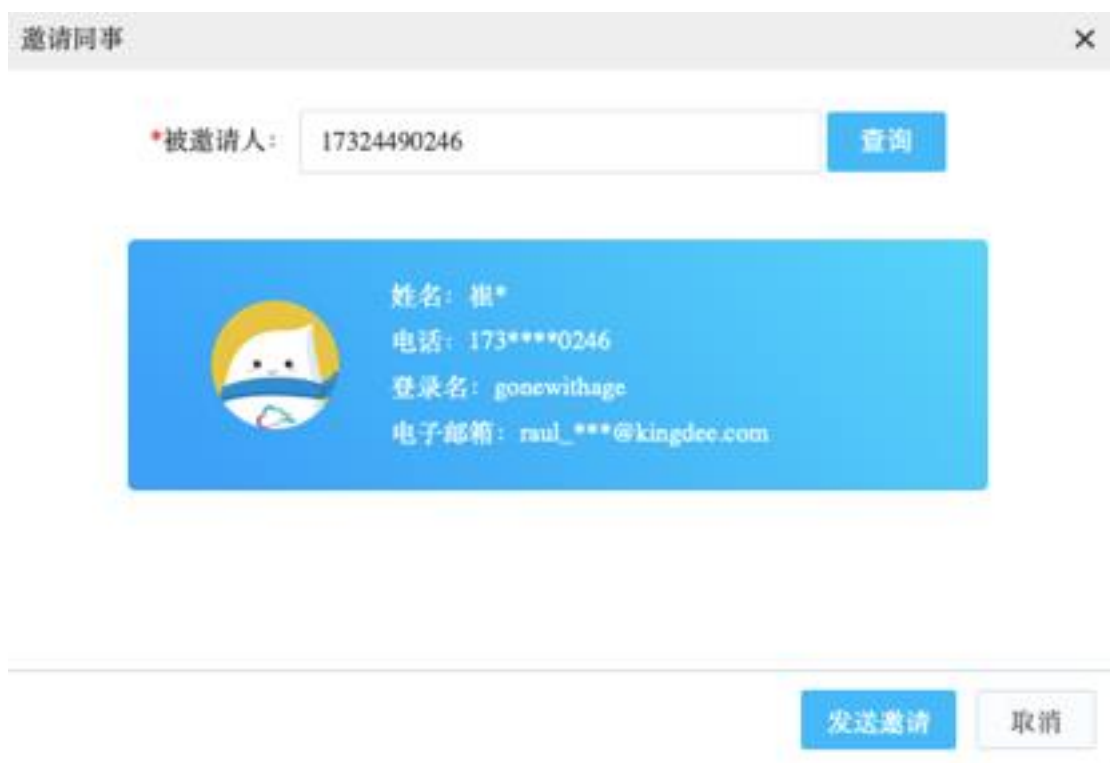 邀请同事 ×
*被邀请人: 17324490246 查询
姓名: 崔*
电话: 173****0246
登录名: gonewithage
电子邮箱: raul_***@kingdee.com
发送邀请 取消